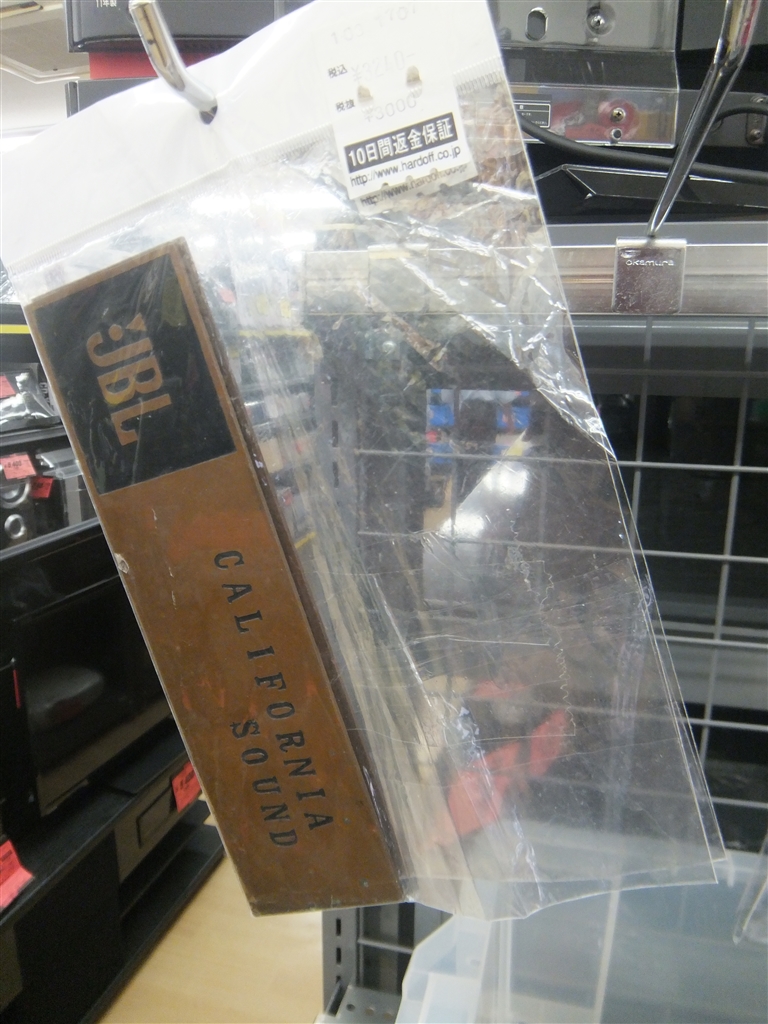 税込
税抜 ¥3000
10日間返金保証
http://www.hardoff.co.jp
okamura
JBL
CALIFORNIA
SOUND